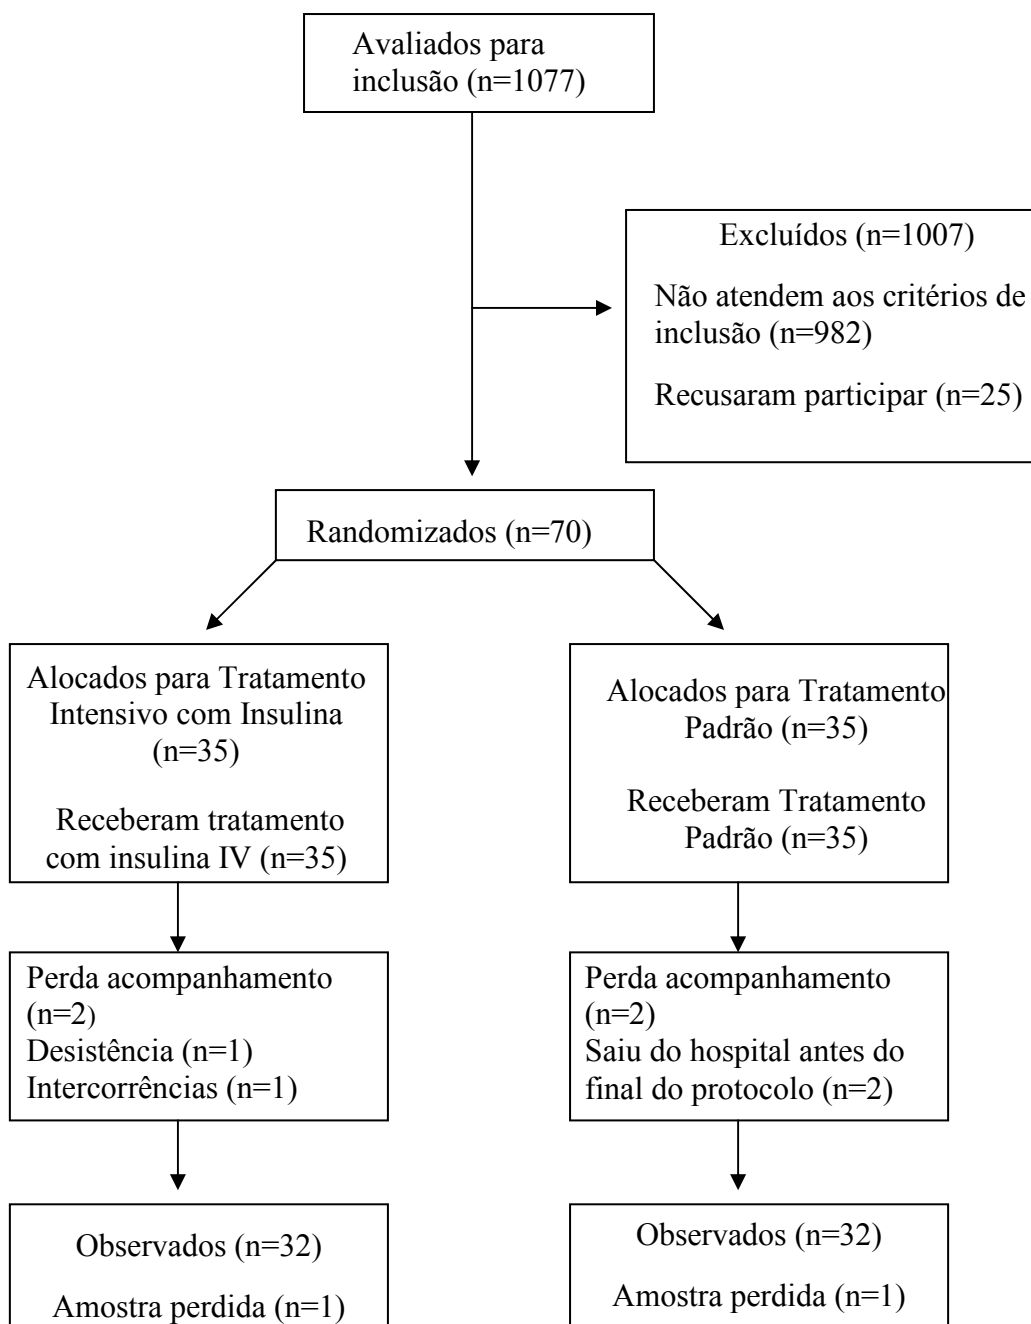 Avaliados para
inclusão (n=1077)
Excluídos (n=1007)
Não atendem aos critérios de
inclusão (n=982)
Recusaram participar (n=25)
Randomizados (n=70)
Alocados para Tratamento
Intensivo com Insulina
(n=35)
Receberam tratamento
com insulina IV (n=35)
Alocados para Tratamento
Padrão (n=35)
Receberam Tratamento
Padrão (n=35)
Perda acompanhamento
(n=2)
Desistência (n=1)
Intercorrências (n=1)
Perda acompanhamento
(n=2)
Saiu do hospital antes do
final do protocolo (n=2)
Observados (n=32)
Amostra perdida (n=1)
Observados (n=32)
Amostra perdida (n=1)